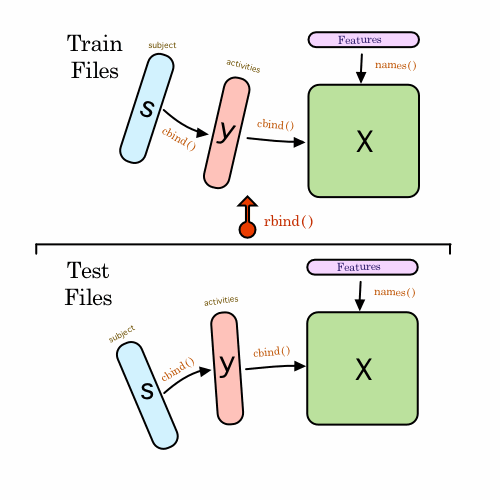 Train
Files
subject
s
cbind()
activities
y
cbind()
Features
names()
X
rbind()
Test
Files
subject
s
cbind()
activities
y
cbind()
Features
names()
X